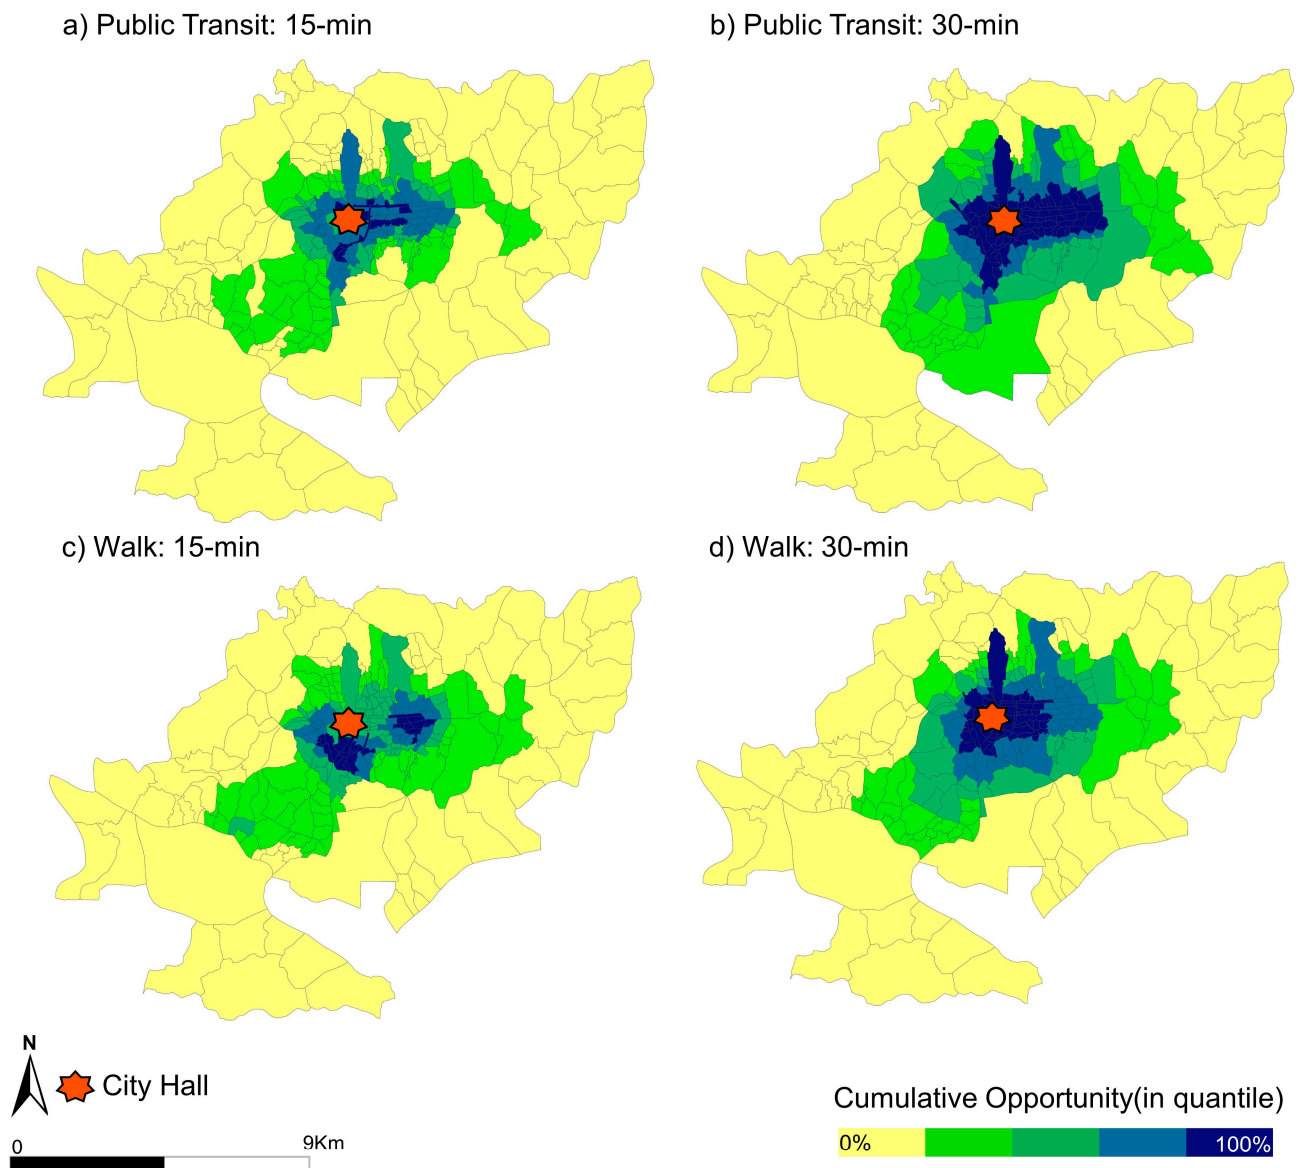 a) Public Transit: 15-min
b) Public Transit: 30-min
c) Walk: 15-min
d) Walk: 30-min
N
City Hall
0
9Km
Cumulative Opportunity(in quantile)
0%
100%